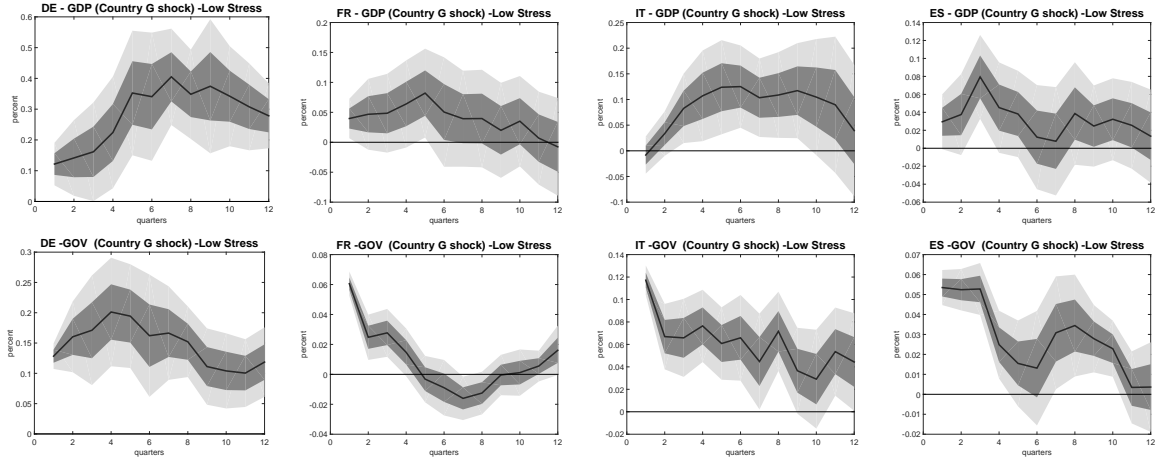 DE - GDP (Country G shock) -Low Stress
0.6
0.5
0.4
0.3
0.2
0.1
0
percent
0 2 4 6 8 10 12
quarters
FR - GDP (Country G shock) -Low Stress
0.2
0.15
0.1
0.05
0
-0.05
-0.1
percent
0 2 4 6 8 10 12
quarters
IT - GDP (Country G shock) -Low Stress
0.25
0.2
0.15
0.1
0.05
0
-0.05
-0.1
percent
0 2 4 6 8 10 12
quarters
ES - GDP (Country G shock) -Low Stress
0.14
0.12
0.1
0.08
0.06
0.04
0.02
0
-0.02
-0.04
-0.06
percent
0 2 4 6 8 10 12
quarters
DE -GOV (Country G shock) -Low Stress
0.3
0.25
0.2
0.15
0.1
0.05
0
percent
0 2 4 6 8 10 12
quarters
FR -GOV (Country G shock) -Low Stress
0.08
0.06
0.04
0.02
0
-0.02
-0.04
percent
0 2 4 6 8 10 12
quarters
IT -GOV (Country G shock) -Low Stress
0.14
0.12
0.1
0.08
0.06
0.04
0.02
0
-0.02
percent
0 2 4 6 8 10 12
quarters
ES -GOV (Country G shock) -Low Stress
0.07
0.06
0.05
0.04
0.03
0.02
0.01
0
-0.01
-0.02
percent
0 2 4 6 8 10 12
quarters